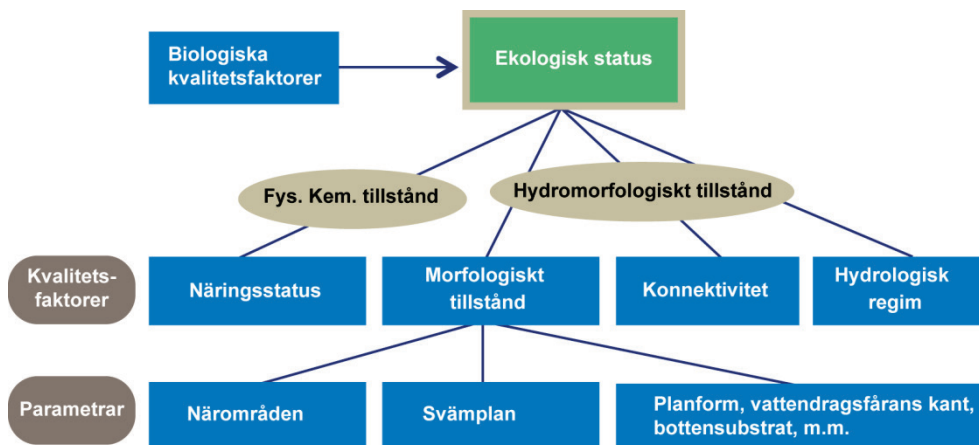 Biologiska
kvalitetsfaktorer
Ekologisk status
Fys. Kem. tillstånd
Hydromorfologiskt tillstånd
Kvalitets-
faktorer
Näringsstatus
Morfologiskt
tillstånd
Konnektivitet
Hydrologisk
regim
Parametrar
Närområden
Svämplan
Planform, vattendragsfårans kant,
bottensubstrat, m.m.